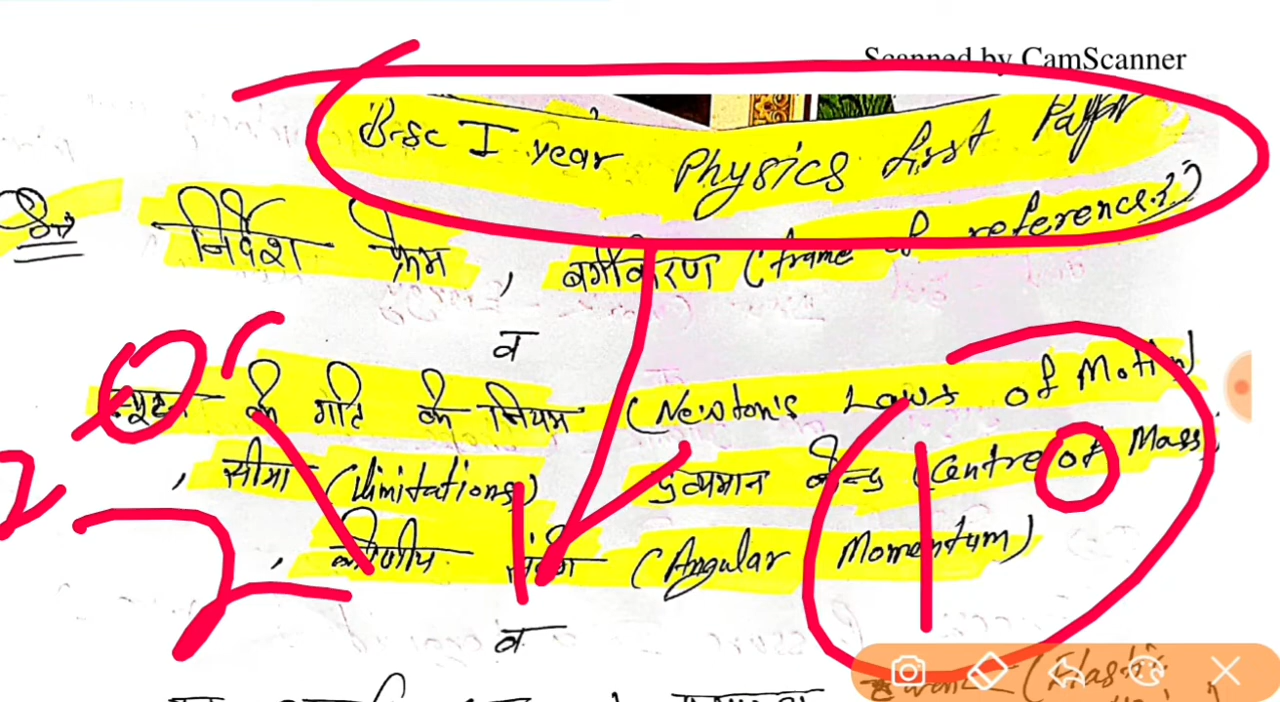 Scanned by CamScanner
B.sc I year Physics first Paper
निर्देश फ्रेम, वर्गीकरण (frame of reference??)
व
न्यूटन के गति के नियम (Newton's Laws of Motion)
, सीमा (Limitations) द्रव्यमान केन्द्र (Centre of Mass)
, कोणीय संवेग (Angular Momentum)
व
(Elastic